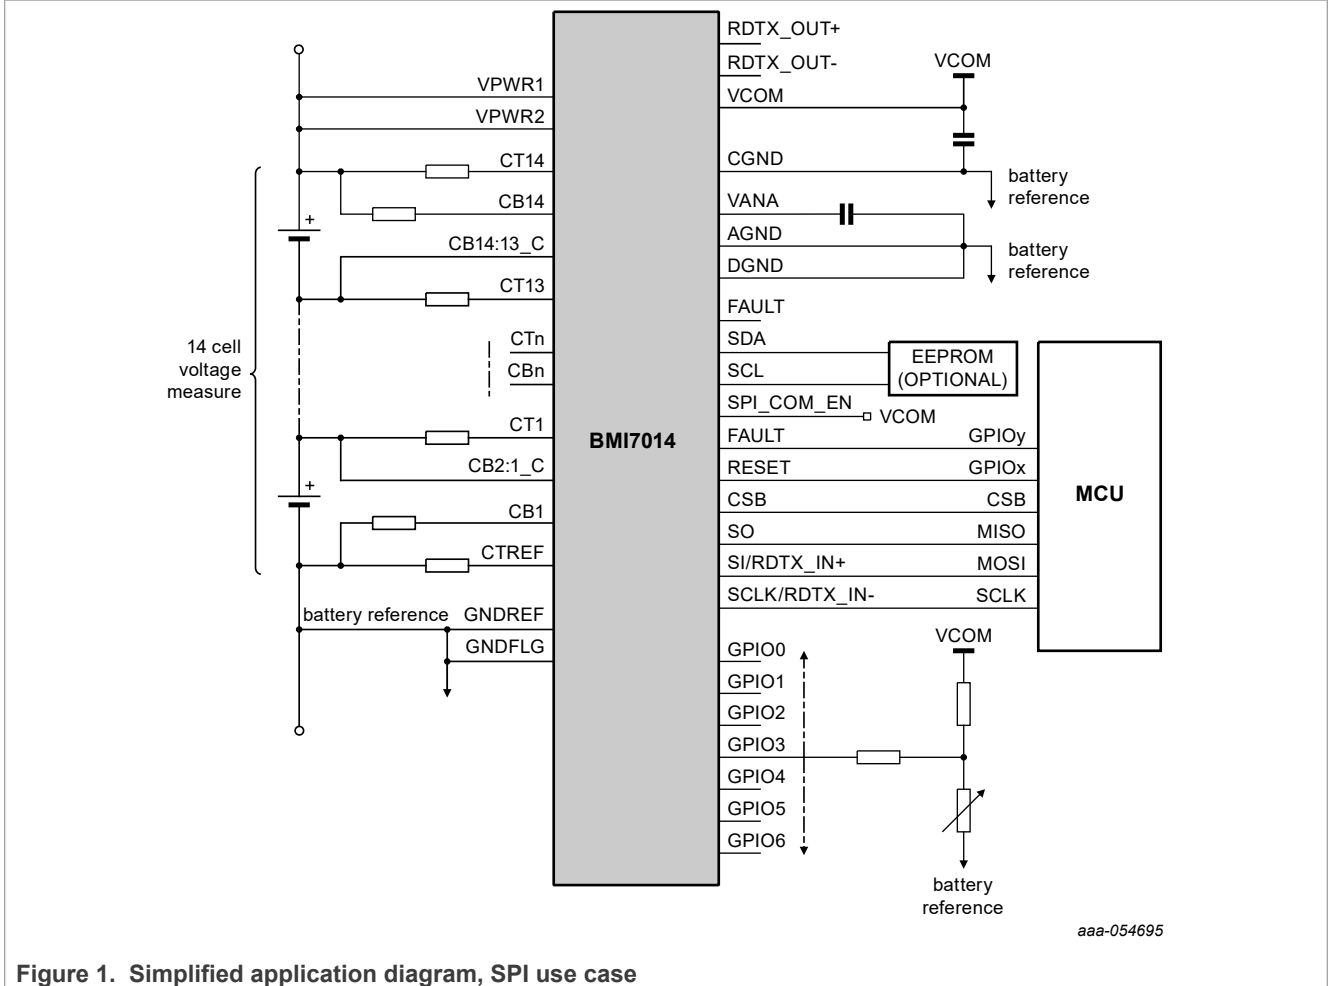 VPWR1
VPWR2
CT14
CB14
+
CB14:13_C
CT13
14 cell
voltage
measure
CTn
CBn
CT1
CB2:1_C
+
CB1
CTREF
battery reference
GNDREF
GNDFLG
BMI7014
RDTX_OUT+
RDTX_OUT-
VCOM
VCOM
CGND
battery
reference
VANA
AGND
DGND
battery
reference
FAULT
SDA
SCL
EEPROM
(OPTIONAL)
SPI_COM_EN
VCOM
FAULT
GPIOy
RESET
GPIOx
CSB
CSB
SO
MISO
SI/RDTX_IN+
MOSI
SCLK/RDTX_IN-
SCLK
MCU
GPIO0
GPIO1
GPIO2
GPIO3
GPIO4
GPIO5
GPIO6
VCOM
battery
reference
aaa-054695
Figure 1. Simplified application diagram, SPI use case